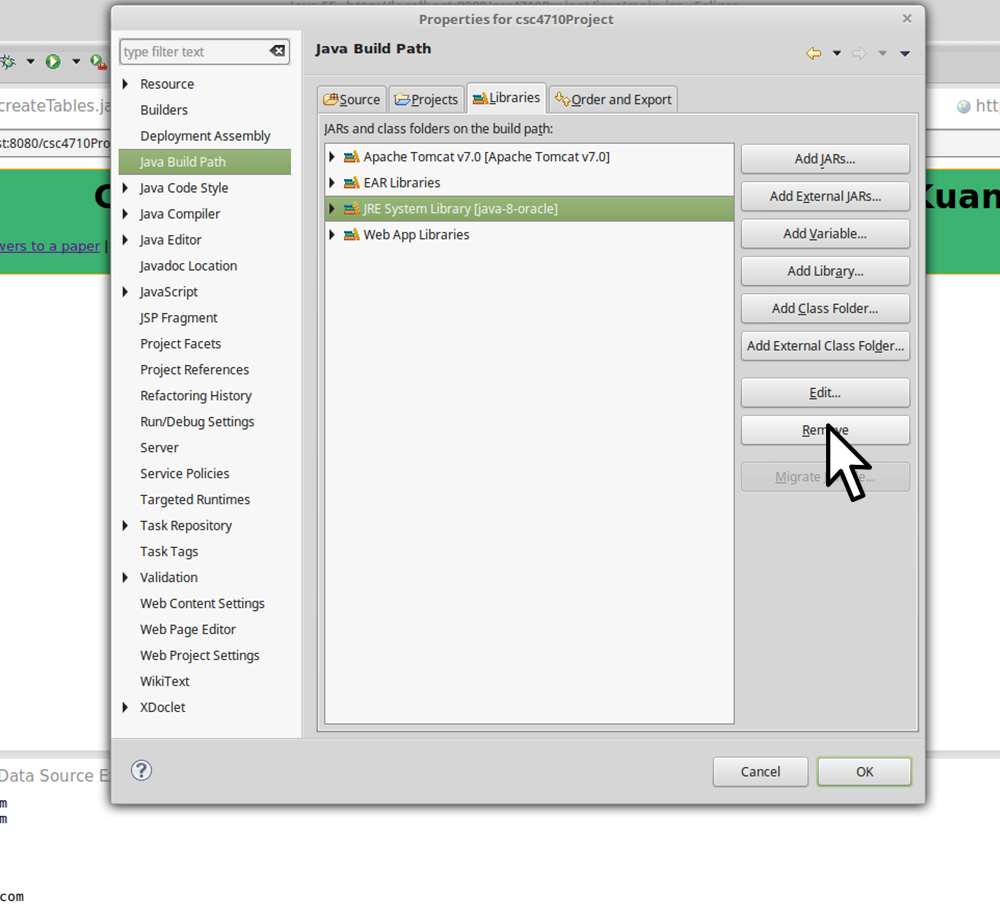 Properties for csc4710Project
type filter text
Resource
Builders
Deployment Assembly
Java Build Path
Java Code Style
Java Compiler
Java Editor
Javadoc Location
JavaScript
JSP Fragment
Project Facets
Project References
Refactoring History
Run/Debug Settings
Server
Service Policies
Targeted Runtimes
Task Repository
Task Tags
Validation
Web Content Settings
Web Page Editor
Web Project Settings
WikiText
XDoclet
Java Build Path
Source
Projects
Libraries
Order and Export
JARs and class folders on the build path:
Apache Tomcat v7.0 [Apache Tomcat v7.0]
EAR Libraries
JRE System Library [java-8-oracle]
Web App Libraries
Add JARs...
Add External JARs...
Add Variable...
Add Library...
Add Class Folder...
Add External Class Folder...
Edit...
Remove
Migrate
Cancel
OK
createTables.ja
st:8080/csc4710Pro
wers to a paper |
htt
Kuan
Data Source E
m
m
com